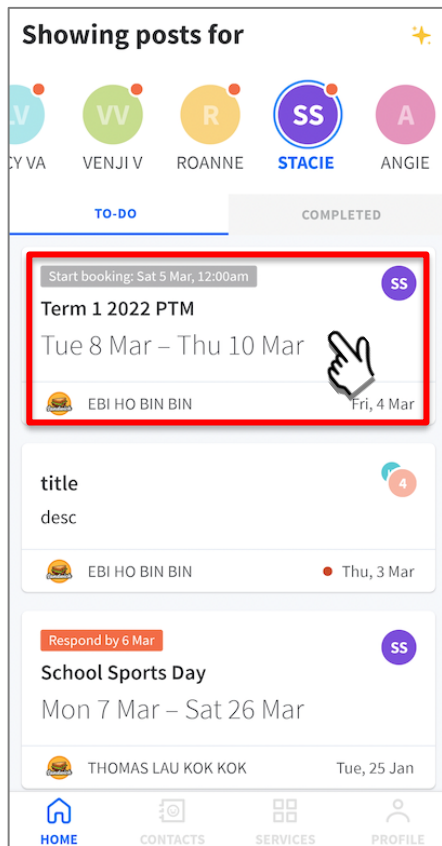 Showing posts for
LV
VV
R
SS
A
CY VA
VENJI V
ROANNE
STACIE
ANGIE
TO-DO
COMPLETED
Start booking: Sat 5 Mar, 12:00am
SS
Term 1 2022 PTM
Tue 8 Mar – Thu 10 Mar
EBI HO BIN BIN
Fri, 4 Mar
title
4
desc
EBI HO BIN BIN
Thu, 3 Mar
Respond by 6 Mar
SS
School Sports Day
Mon 7 Mar – Sat 26 Mar
THOMAS LAU KOK KOK
Tue, 25 Jan
HOME
CONTACTS
SERVICES
PROFILE